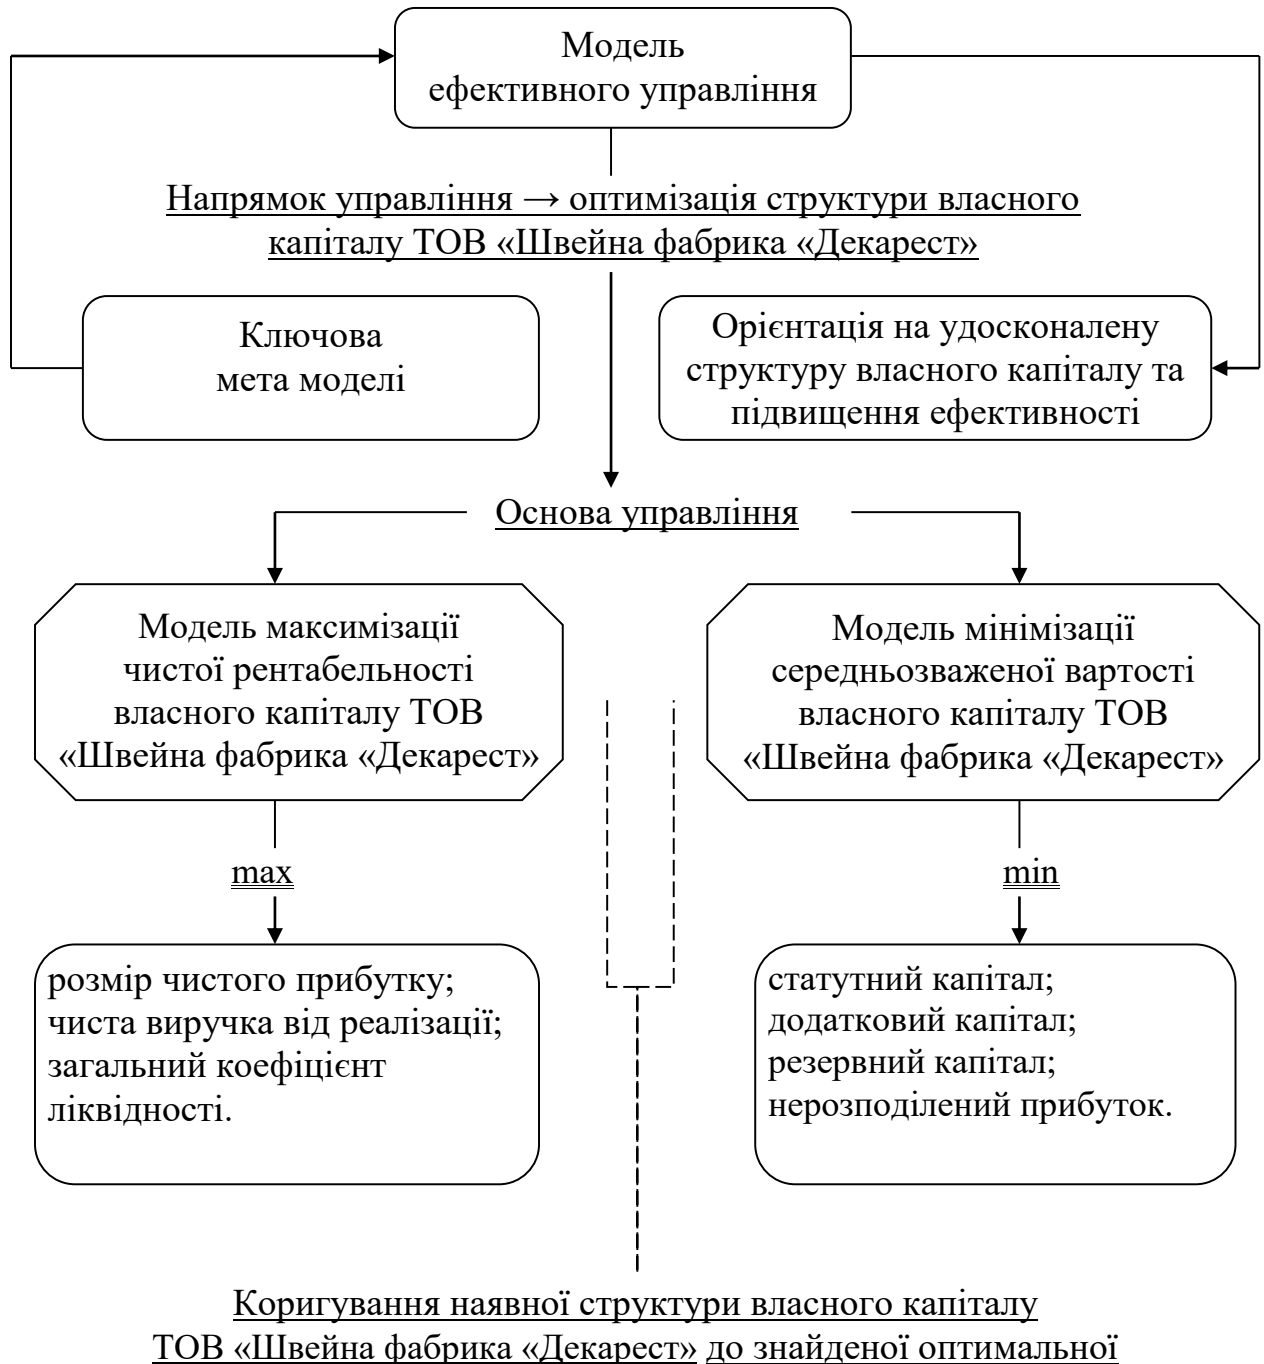 Модель
ефективного управління
Напрямок управління → оптимізація структури власного
капіталу ТОВ «Швейна фабрика «Декарест»
Ключова
мета моделі
Орієнтація на удосконалену
структуру власного капіталу та
підвищення ефективності
Основа управління
Модель максимізації
чистої рентабельності
власного капіталу ТОВ
«Швейна фабрика «Декарест»
Модель мінімізації
середньозваженої вартості
власного капіталу ТОВ
«Швейна фабрика «Декарест»
max
min
розмір чистого прибутку;
чиста виручка від реалізації;
загальний коефіцієнт
ліквідності.
статутний капітал;
додатковий капітал;
резервний капітал;
нерозподілений прибуток.
Коригування наявної структури власного капіталу
ТОВ «Швейна фабрика «Декарест» до знайденої оптимальної